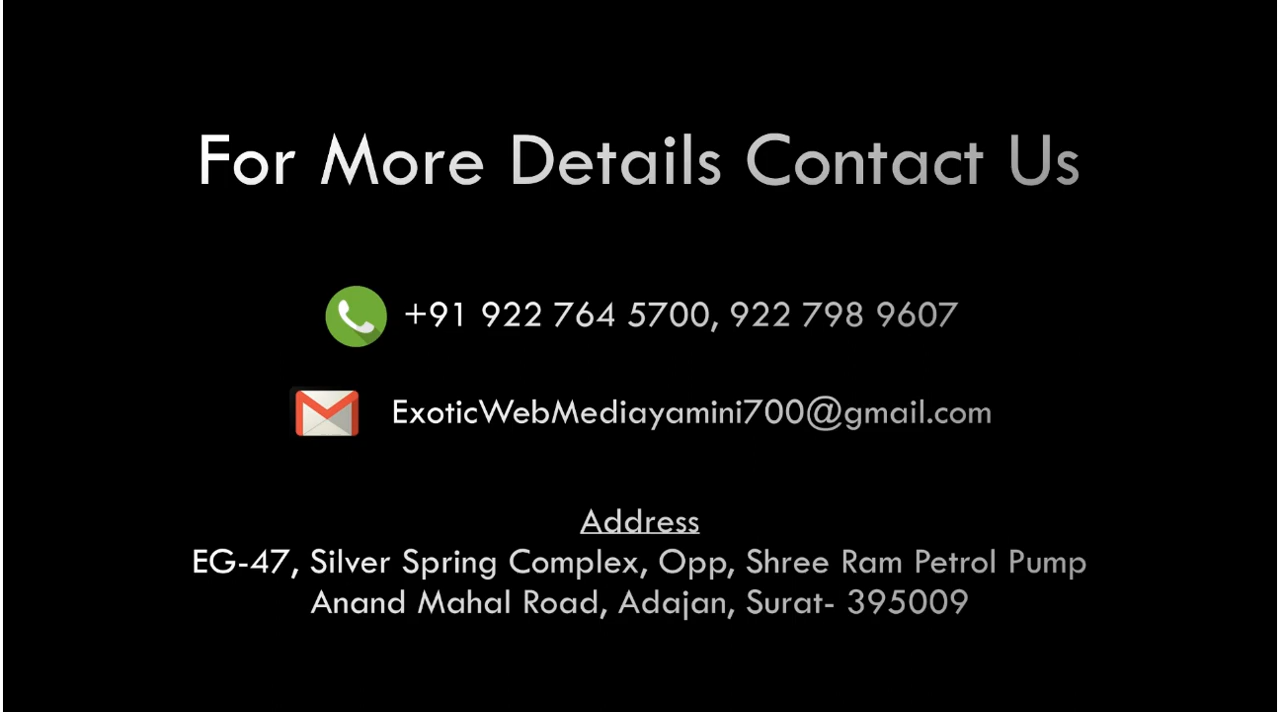 For More Details Contact Us
+91 922 764 5700, 922 798 9607
ExoticWebMediayamini700@gmail.com
Address
EG-47, Silver Spring Complex, Opp, Shree Ram Petrol Pump
Anand Mahal Road, Adajan, Surat- 395009